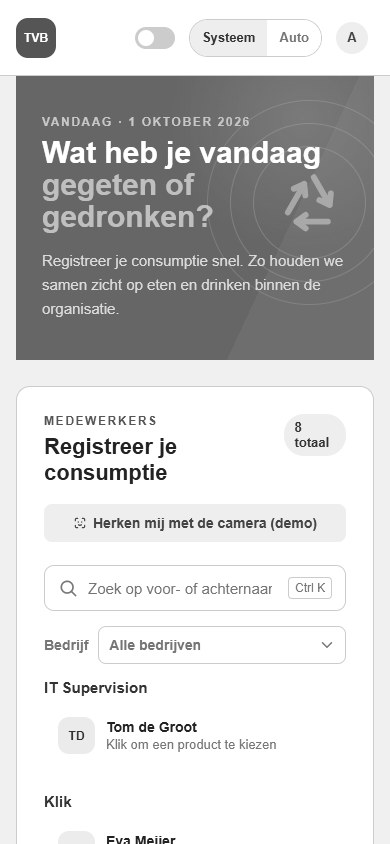 TVB
Systeem Auto A
VANDAAG · 1 OKTOBER 2026
Wat heb je vandaag
gegeten of
gedronken?
Registreer je consumptie snel. Zo houden we
samen zicht op eten en drinken binnen de
organisatie.
MEDEWERKERS
8
totaal
Registreer je
consumptie
Herken mij met de camera (demo)
Zoek op voor- of achternaar Ctrl K
Bedrijf Alle bedrijven
IT Supervision
TD Tom de Groot
Klik om een product te kiezen
Klik
Eva Meijer